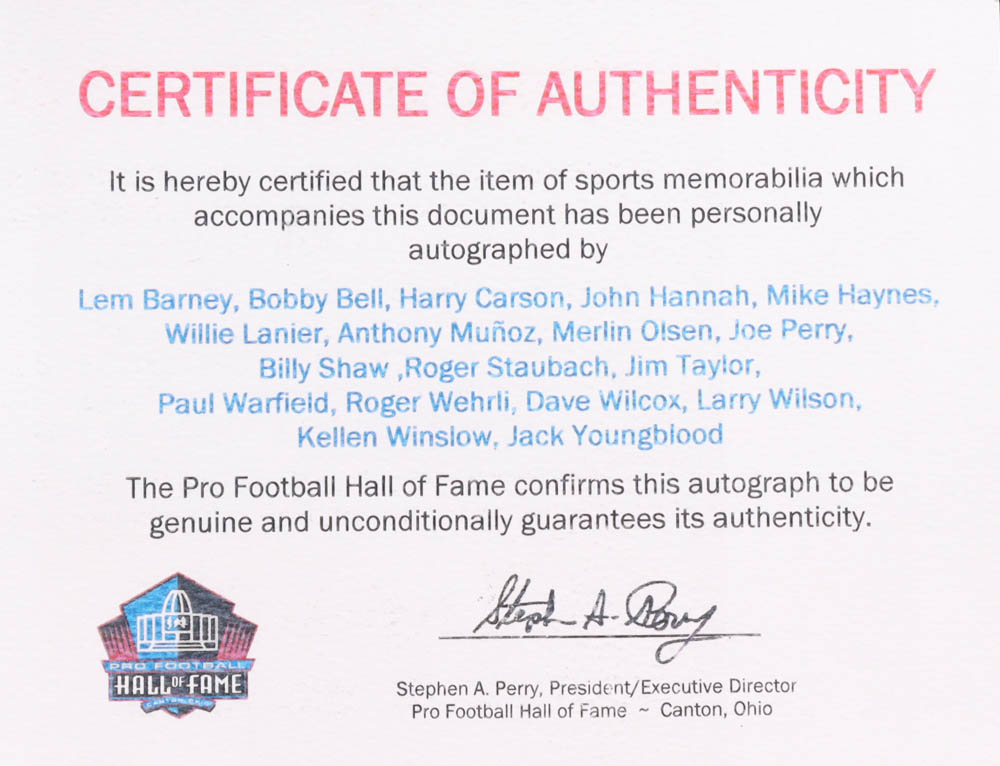 CERTIFICATE OF AUTHENTICITY
It is hereby certified that the item of sports memorabilia which
accompanies this document has been personally
autographed by
Lem Barney, Bobby Bell, Harry Carson, John Hannah, Mike Haynes,
Willie Lanier, Anthony Muñoz, Merlin Olsen, Joe Perry,
Billy Shaw ,Roger Staubach, Jim Taylor,
Paul Warfield, Roger Wehrli, Dave Wilcox, Larry Wilson,
Kellen Winslow, Jack Youngblood
The Pro Football Hall of Fame confirms this autograph to be
genuine and unconditionally guarantees its authenticity.
Stephen A. Perry
PRO FOOTBALL
HALL OF FAME
CANTON, OHIO
Stephen A. Perry, President/Executive Director
Pro Football Hall of Fame ~ Canton, Ohio